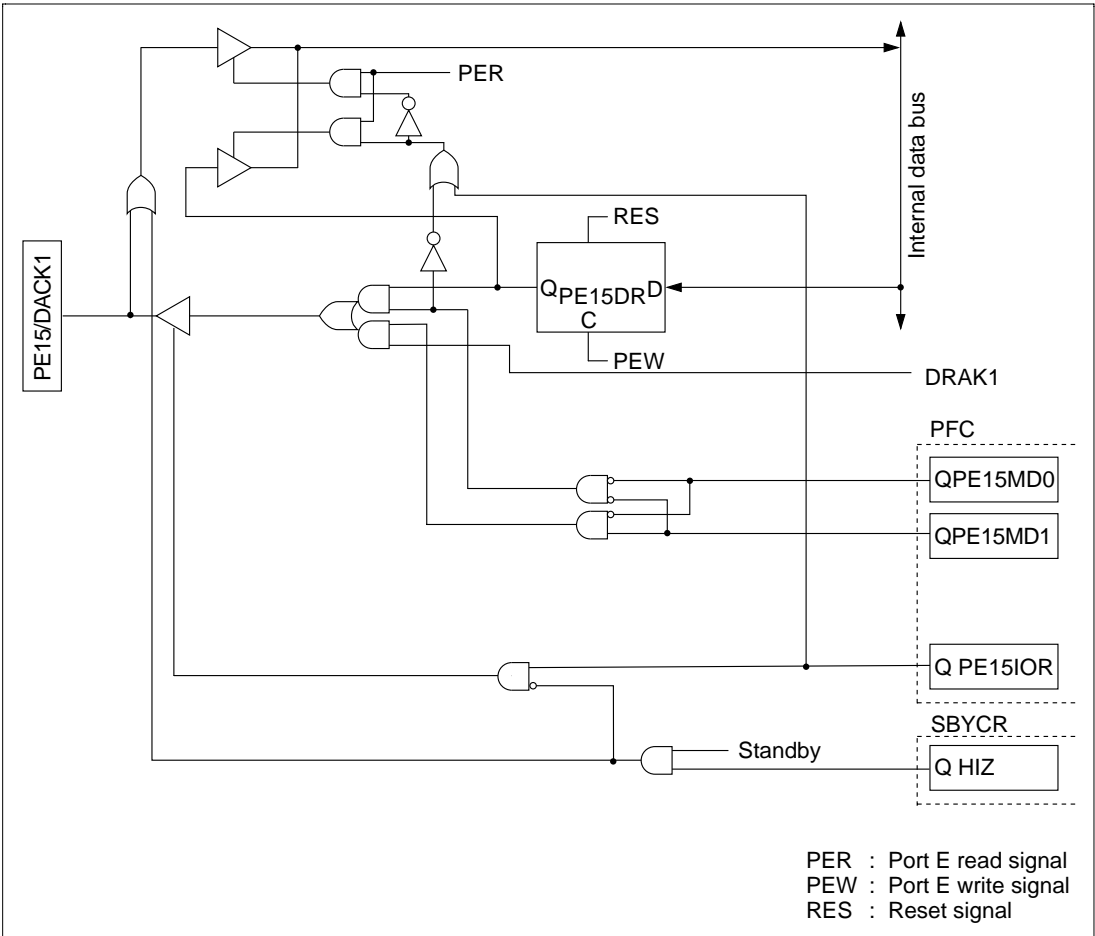 PER
Internal data bus
RES
Q PE15DR D
C
PEW
PE15/DACK1
DRAK1
PFC
QPE15MD0
QPE15MD1
Q PE15IOR
SBYCR
Standby
Q HIZ
PER : Port E read signal
PEW : Port E write signal
RES : Reset signal